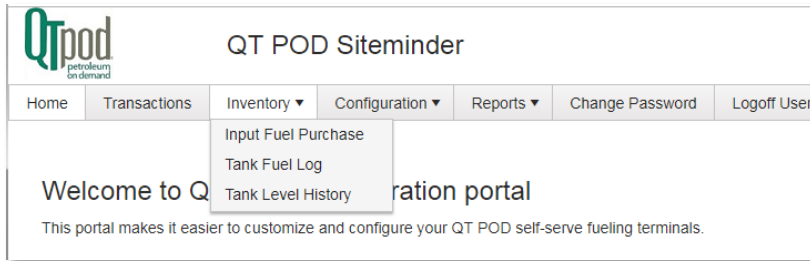 QTpod
petroleum
on demand
QT POD Siteminder
Home Transactions Inventory ▼ Configuration ▼ Reports ▼ Change Password Logoff User
Input Fuel Purchase
Tank Fuel Log
Tank Level History
Welcome to Q ration portal
This portal makes it easier to customize and configure your QT POD self-serve fueling terminals.